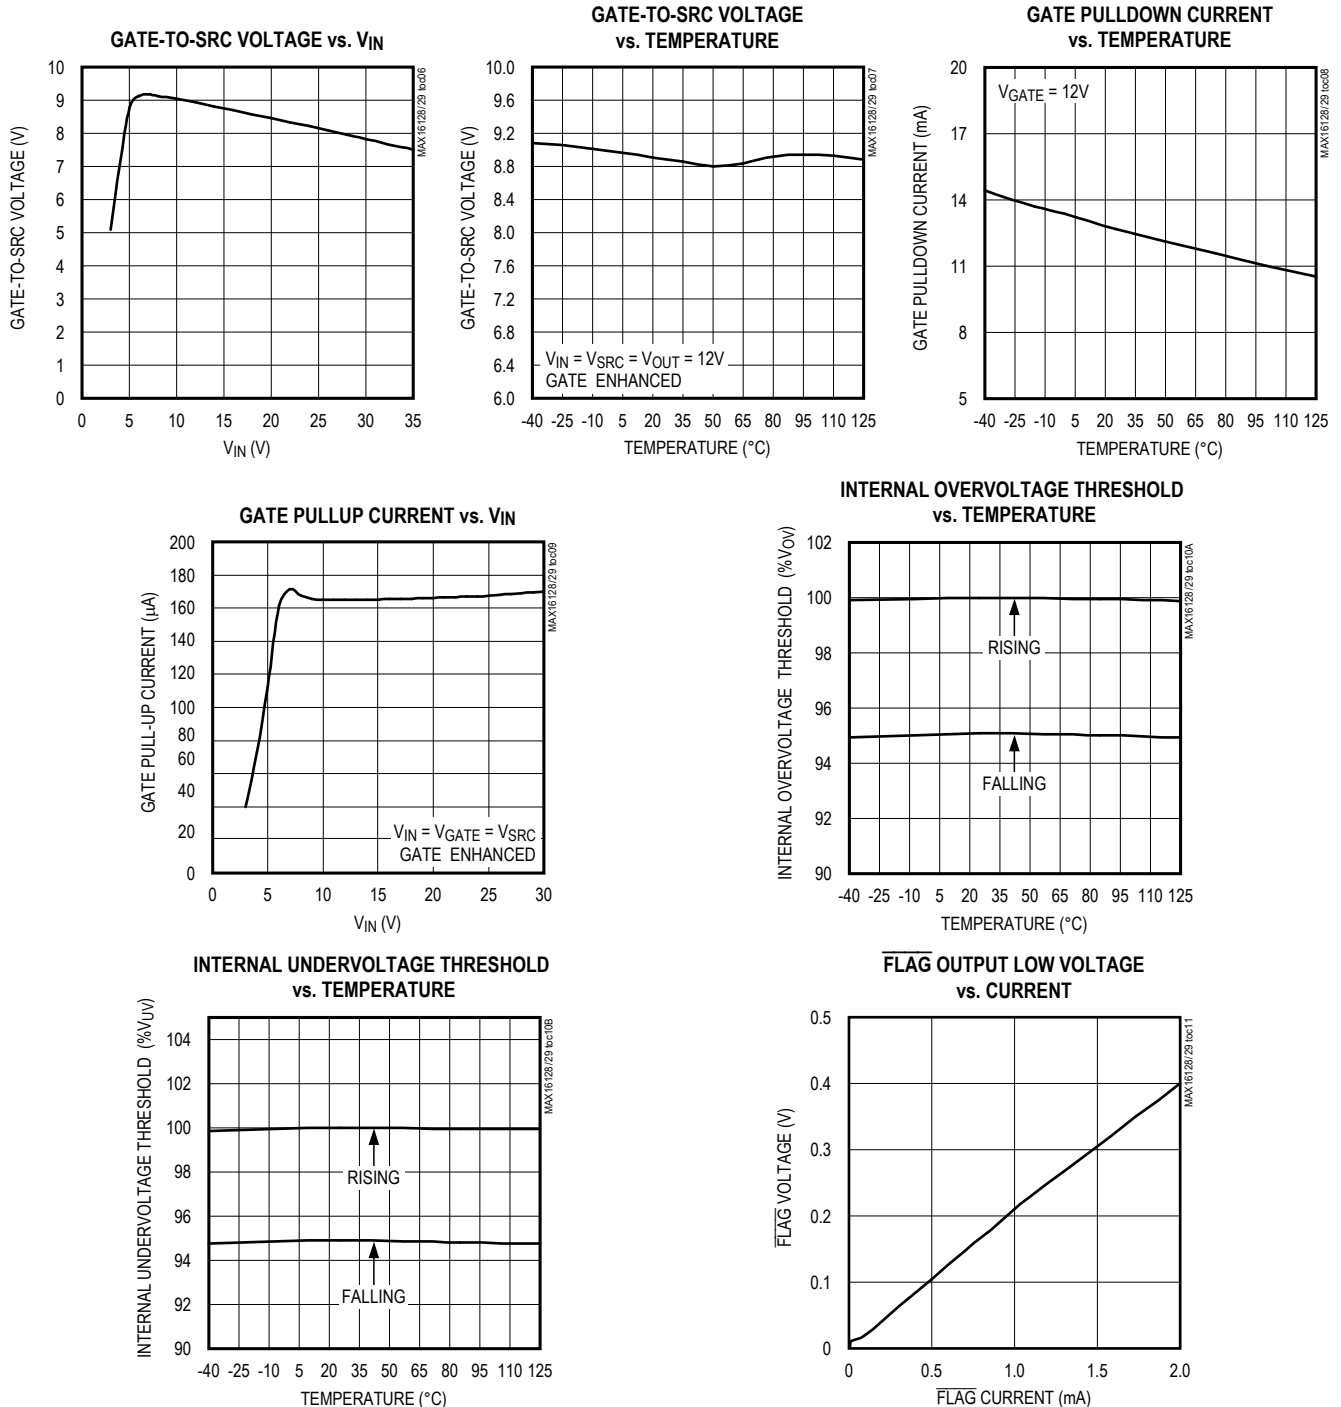 GATE-TO-SRC VOLTAGE vs. VIN
10
9
8
7
6
5
4
3
2
1
0
GATE-TO-SRC VOLTAGE (V)
0 5 10 15 20 25 30 35
VIN (V)
MAX16128/29 toc06
GATE-TO-SRC VOLTAGE
vs. TEMPERATURE
10.0
9.6
9.2
8.8
8.4
8.0
7.6
7.2
6.8
6.4
6.0
GATE-TO-SRC VOLTAGE (V)
VIN = VSRC = VOUT = 12V
GATE ENHANCED
-40 -25 -10 5 20 35 50 65 80 95 110 125
TEMPERATURE (°C)
MAX16128/29 toc07
GATE PULLDOWN CURRENT
vs. TEMPERATURE
20
17
14
11
8
5
GATE PULLDOWN CURRENT (mA)
VGATE = 12V
-40 -25 -10 5 20 35 50 65 80 95 110 125
TEMPERATURE (°C)
MAX16128/29 toc08
GATE PULLUP CURRENT vs. VIN
200
180
160
140
120
100
80
60
40
20
0
GATE PULL-UP CURRENT (µA)
VIN = VGATE = VSRC
GATE ENHANCED
0 5 10 15 20 25 30
VIN (V)
MAX16128/29 toc09
INTERNAL OVERVOLTAGE THRESHOLD
vs. TEMPERATURE
102
100
98
96
94
92
90
INTERNAL OVERVOLTAGE THRESHOLD (%VOV)
RISING
FALLING
-40 -25 -10 5 20 35 50 65 80 95 110 125
TEMPERATURE (°C)
MAX16128/29 toc10A
INTERNAL UNDERVOLTAGE THRESHOLD
vs. TEMPERATURE
104
102
100
98
96
94
92
90
INTERNAL UNDERVOLTAGE THRESHOLD (%VUV)
RISING
FALLING
-40 -25 -10 5 20 35 50 65 80 95 110 125
TEMPERATURE (°C)
MAX16128/29 toc10B
FLAG OUTPUT LOW VOLTAGE
vs. CURRENT
0.5
0.4
0.3
0.2
0.1
0
FLAG VOLTAGE (V)
0 0.5 1.0 1.5 2.0
FLAG CURRENT (mA)
MAX16128/29 toc11